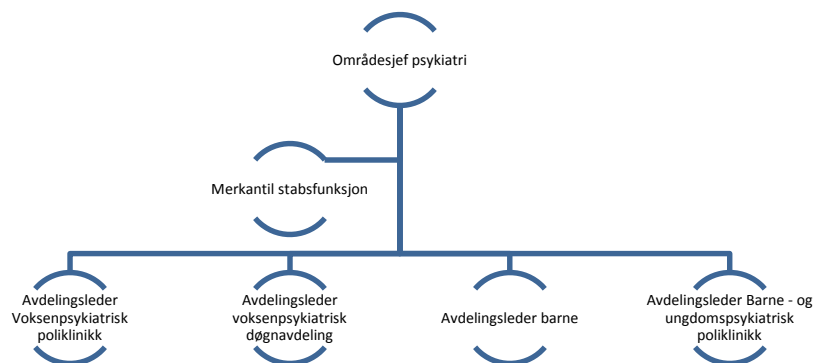 Områdesjef psykiatri
Merkantil stabsfunksjon
Avdelingsleder
Voksenpsykiatrisk
poliklinikk
Avdelingsleder
voksenpsykiatrisk
døgnavdeling
Avdelingsleder barne
Avdelingsleder Barne - og
ungdomspsykiatrisk
poliklinikk